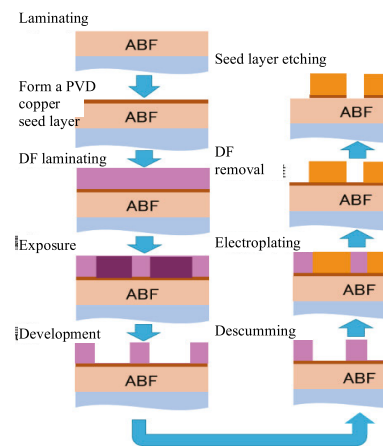 Laminating
ABF
Form a PVD
copper
seed layer
ABF
DF laminating
ABF
Exposure
ABF
Development
ABF
Descumming
ABF
Electroplating
ABF
DF
removal
ABF
Seed layer etching
ABF